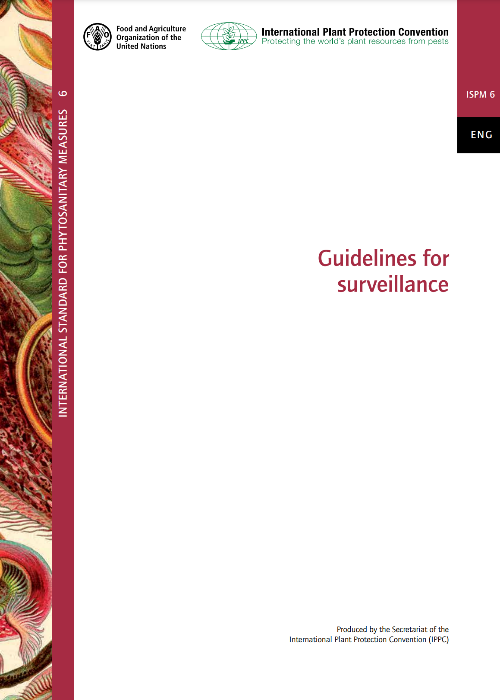 Food and Agriculture
Organization of the
United Nations
International Plant Protection Convention
Protecting the world's plant resources from pests
ISPM 6
ENG
INTERNATIONAL STANDARD FOR PHYTOSANITARY MEASURES 6
Guidelines for
surveillance
Produced by the Secretariat of the
International Plant Protection Convention (IPPC)